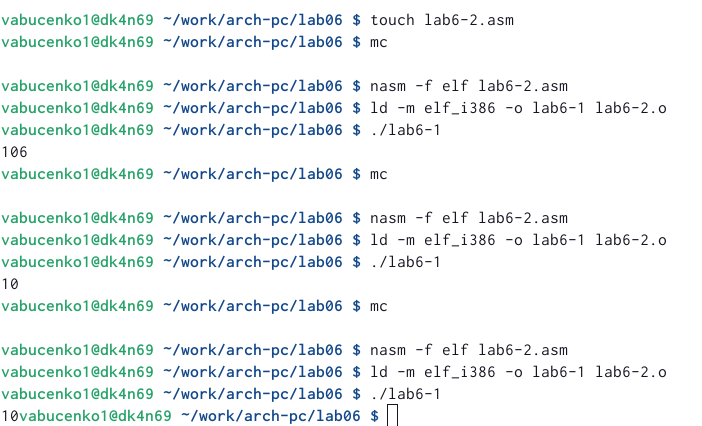 vabucenko1@dk4n69 ~/work/arch-pc/lab06 $ touch lab6-2.asm
vabucenko1@dk4n69 ~/work/arch-pc/lab06 $ mc
vabucenko1@dk4n69 ~/work/arch-pc/lab06 $ nasm -f elf lab6-2.asm
vabucenko1@dk4n69 ~/work/arch-pc/lab06 $ ld -m elf_i386 -o lab6-1 lab6-2.o
vabucenko1@dk4n69 ~/work/arch-pc/lab06 $ ./lab6-1
106
vabucenko1@dk4n69 ~/work/arch-pc/lab06 $ mc
vabucenko1@dk4n69 ~/work/arch-pc/lab06 $ nasm -f elf lab6-2.asm
vabucenko1@dk4n69 ~/work/arch-pc/lab06 $ ld -m elf_i386 -o lab6-1 lab6-2.o
vabucenko1@dk4n69 ~/work/arch-pc/lab06 $ ./lab6-1
10
vabucenko1@dk4n69 ~/work/arch-pc/lab06 $ mc
vabucenko1@dk4n69 ~/work/arch-pc/lab06 $ nasm -f elf lab6-2.asm
vabucenko1@dk4n69 ~/work/arch-pc/lab06 $ ld -m elf_i386 -o lab6-1 lab6-2.o
vabucenko1@dk4n69 ~/work/arch-pc/lab06 $ ./lab6-1
10vabucenko1@dk4n69 ~/work/arch-pc/lab06 $